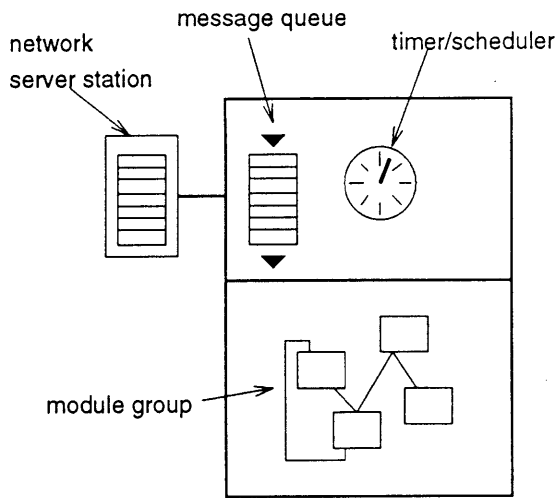 message queue
timer/scheduler
network
server station
module group